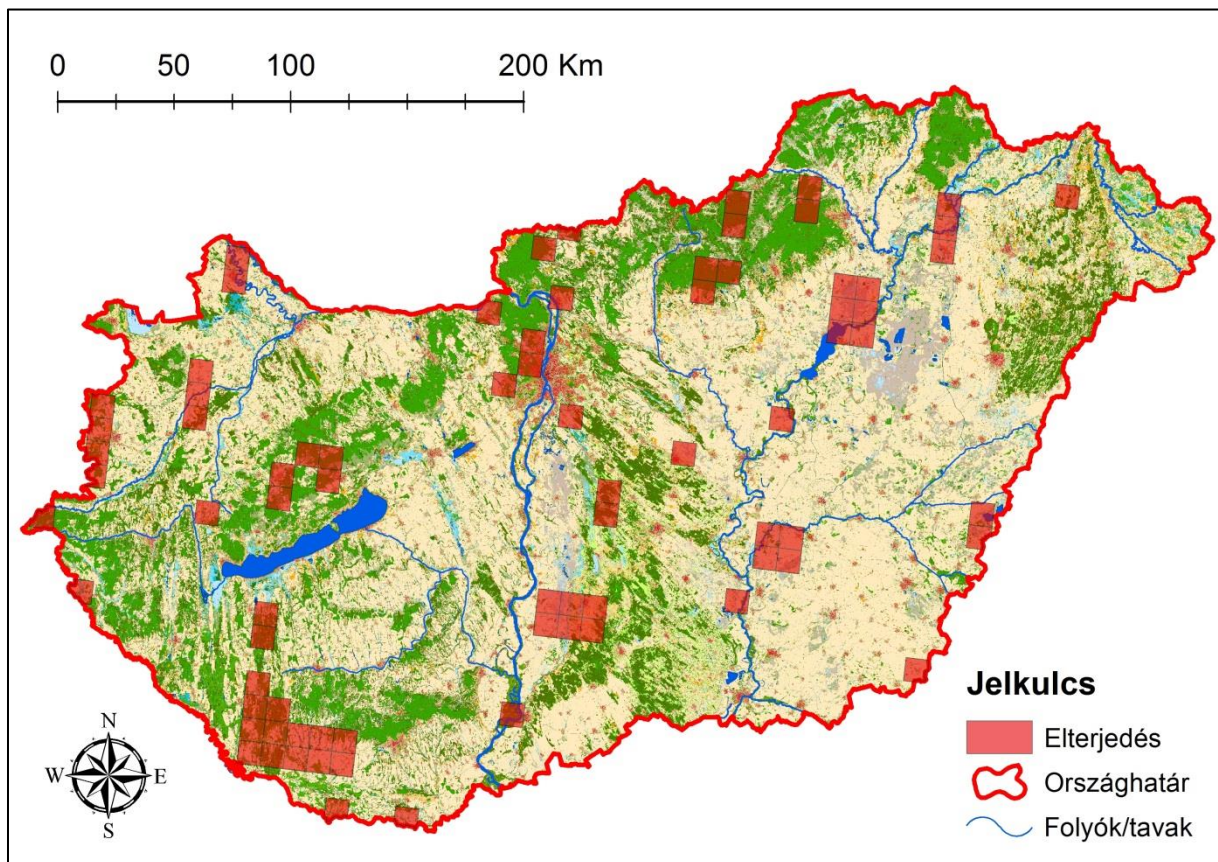 0 50 100 200 Km
N
W E
S
Jelkulcs
Elterjedés
Országhatár
Folyók/tavak